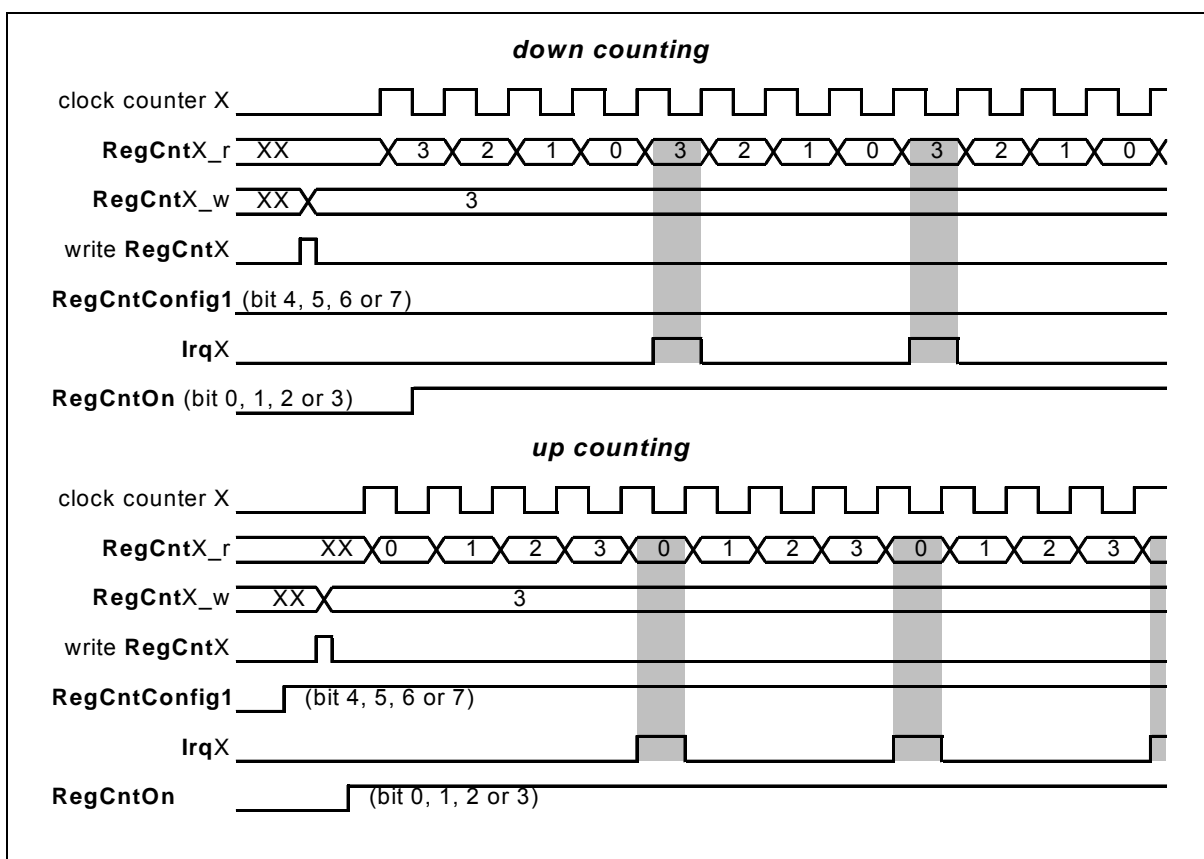 down counting
clock counter X
RegCntX_r XX 3 2 1 0 3 2 1 0 3 2 1 0
RegCntX_w XX 3
write RegCntX
RegCntConfig1 (bit 4, 5, 6 or 7)
IrqX
RegCntOn (bit 0, 1, 2 or 3)
up counting
clock counter X
RegCntX_r XX 0 1 2 3 0 1 2 3 0 1 2 3
RegCntX_w XX 3
write RegCntX
RegCntConfig1 (bit 4, 5, 6 or 7)
IrqX
RegCntOn (bit 0, 1, 2 or 3)